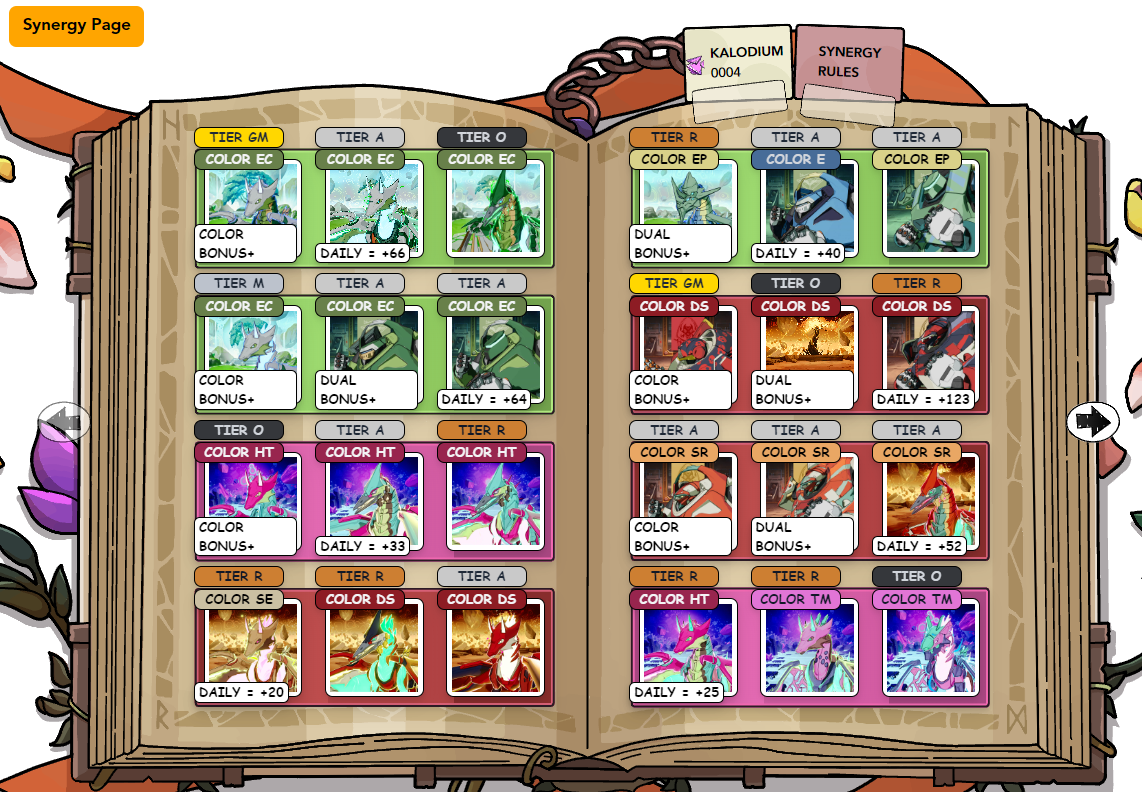 Synergy Page
KALODIUM
0004
SYNERGY
RULES
TIER GM
TIER A
TIER O
COLOR EC
COLOR EC
COLOR EC
COLOR
BONUS+
DAILY = +66
TIER M
TIER A
TIER A
COLOR EC
COLOR EC
COLOR EC
COLOR
BONUS+
DUAL
BONUS+
DAILY = +64
TIER O
TIER A
TIER R
COLOR HT
COLOR HT
COLOR HT
COLOR
BONUS+
DAILY = +33
TIER R
TIER R
TIER A
COLOR SE
COLOR DS
COLOR DS
DAILY = +20
TIER R
TIER A
TIER A
COLOR EP
COLOR E
COLOR EP
DUAL
BONUS+
DAILY = +40
TIER GM
TIER O
TIER R
COLOR DS
COLOR DS
COLOR DS
COLOR
BONUS+
DUAL
BONUS+
DAILY = +123
TIER A
TIER A
TIER A
COLOR SR
COLOR SR
COLOR SR
COLOR
BONUS+
DUAL
BONUS+
DAILY = +52
TIER R
TIER R
TIER O
COLOR HT
COLOR TM
COLOR TM
DAILY = +25